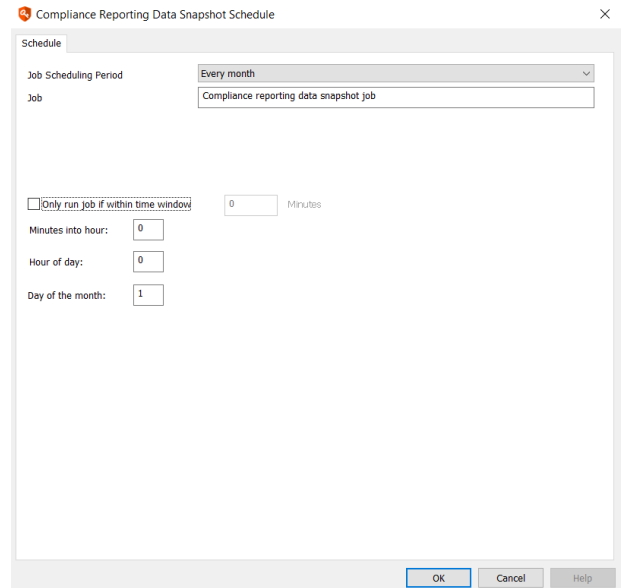 Compliance Reporting Data Snapshot Schedule
Schedule
Job Scheduling Period
Every month
Job
Compliance reporting data snapshot job
Only run job if within time window
0
Minutes
Minutes into hour:
0
Hour of day:
0
Day of the month:
1
OK
Cancel
Help